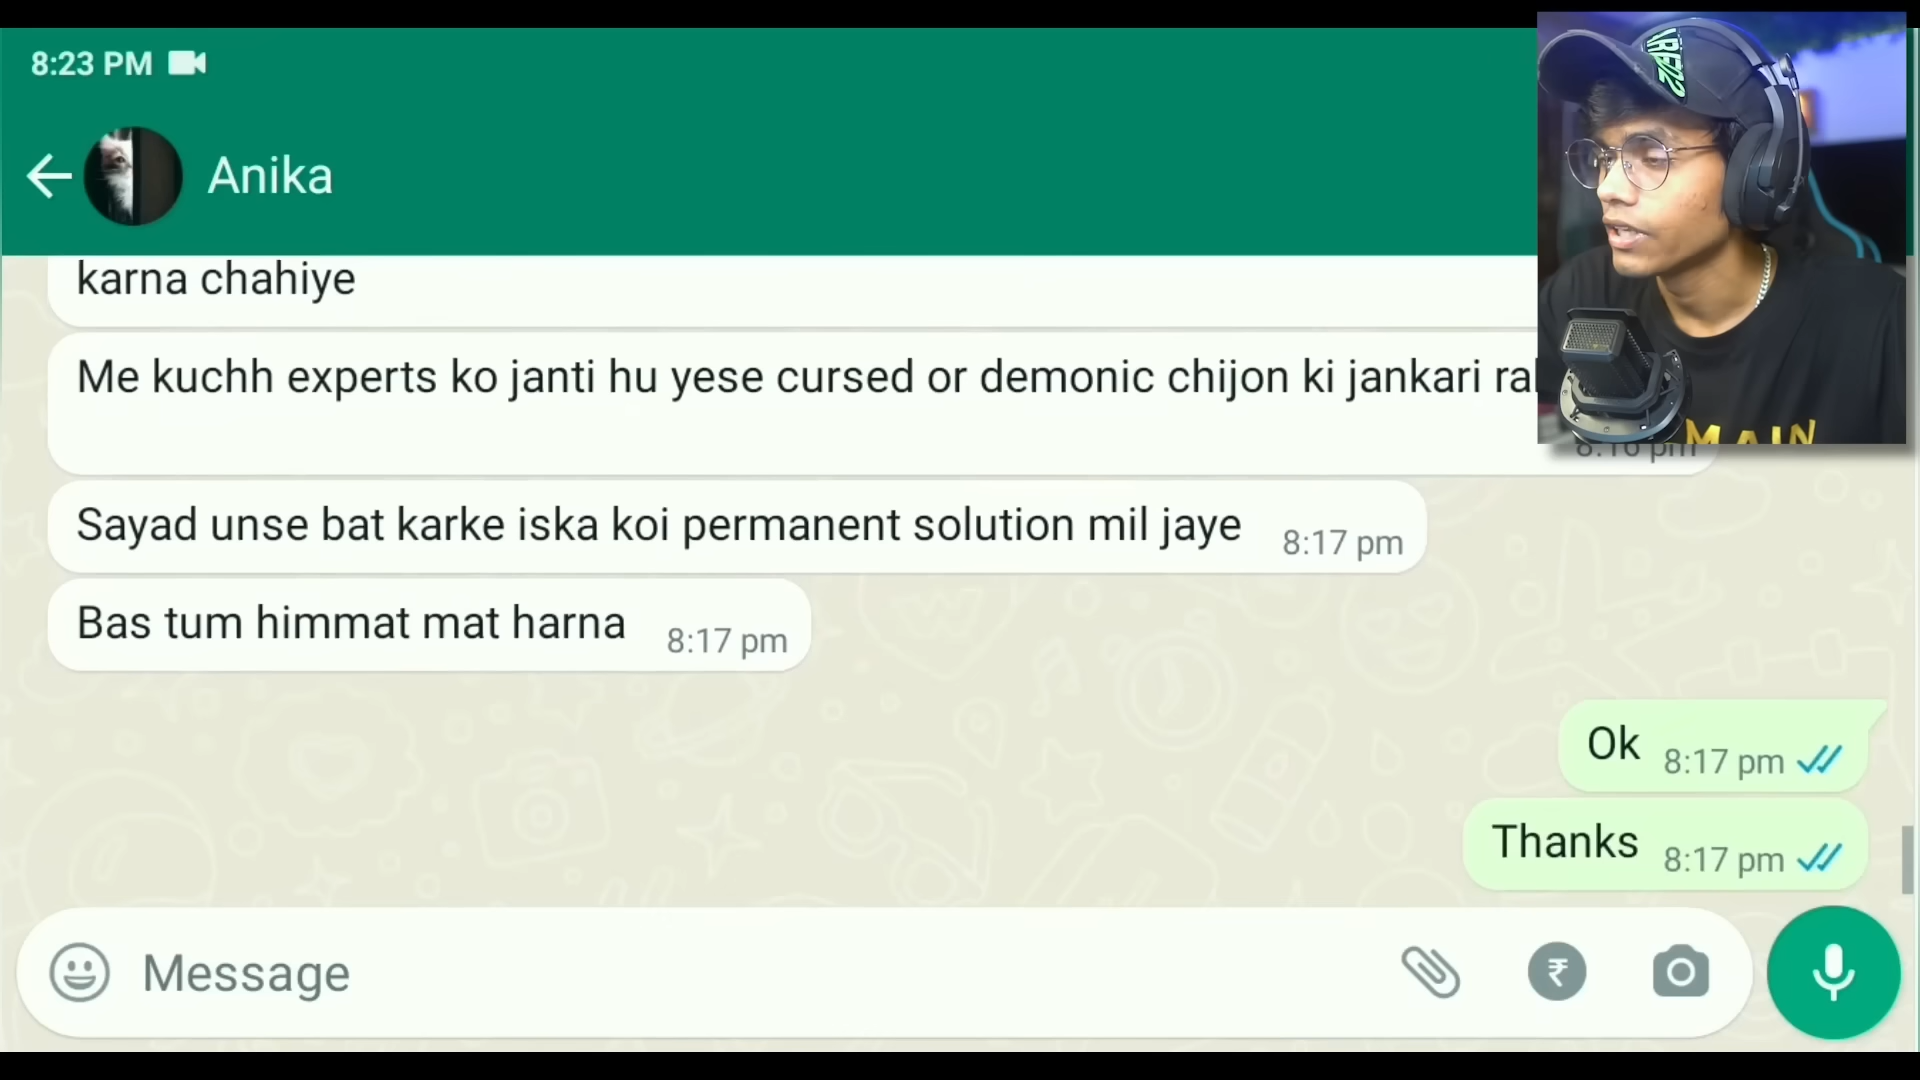 8:23 PM
Anika
karna chahiye
Me kuchh experts ko janti hu yese cursed or demonic chijon ki jankari
Sayad unse bat karke iska koi permanent solution mil jaye 8:17 pm
Bas tum himmat mat harna 8:17 pm
Ok 8:17 pm
Thanks 8:17 pm
Message
₹
MAIN